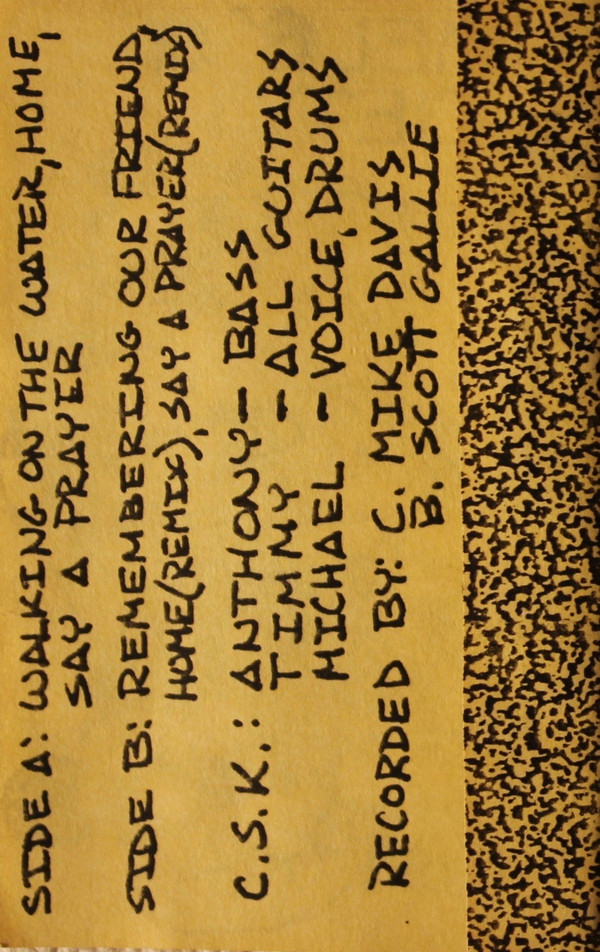 SIDE A: WALKING ON THE WATER, HOME,
SAY A PRAYER
SIDE B: REMEMBERING OUR FRIEND,
HOME(REMIX), SAY A PRAYER(REMIX)
C.S.K.: ANTHONY - BASS
TIMMY - ALL GUITARS
MICHAEL - VOICE, DRUMS
RECORDED BY: C. MIKE DAVIS
B. SCOTT GALLIE